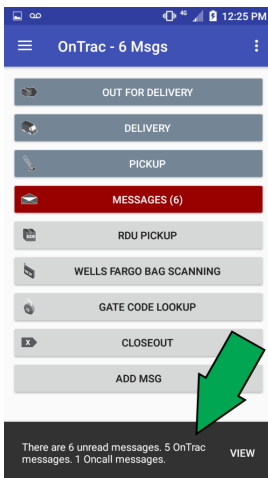 4G 12:25 PM
OnTrac - 6 Msgs
OUT FOR DELIVERY
DELIVERY
PICKUP
MESSAGES (6)
RDU PICKUP
WELLS FARGO BAG SCANNING
GATE CODE LOOKUP
X CLOSEOUT
ADD MSG
There are 6 unread messages. 5 OnTrac
messages. 1 Oncall messages.
VIEW